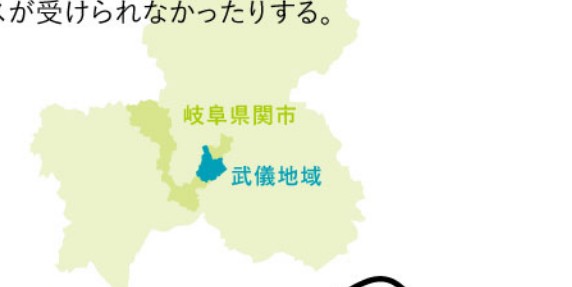 スが受けられなかったりする。
岐阜県関市
武儀地域